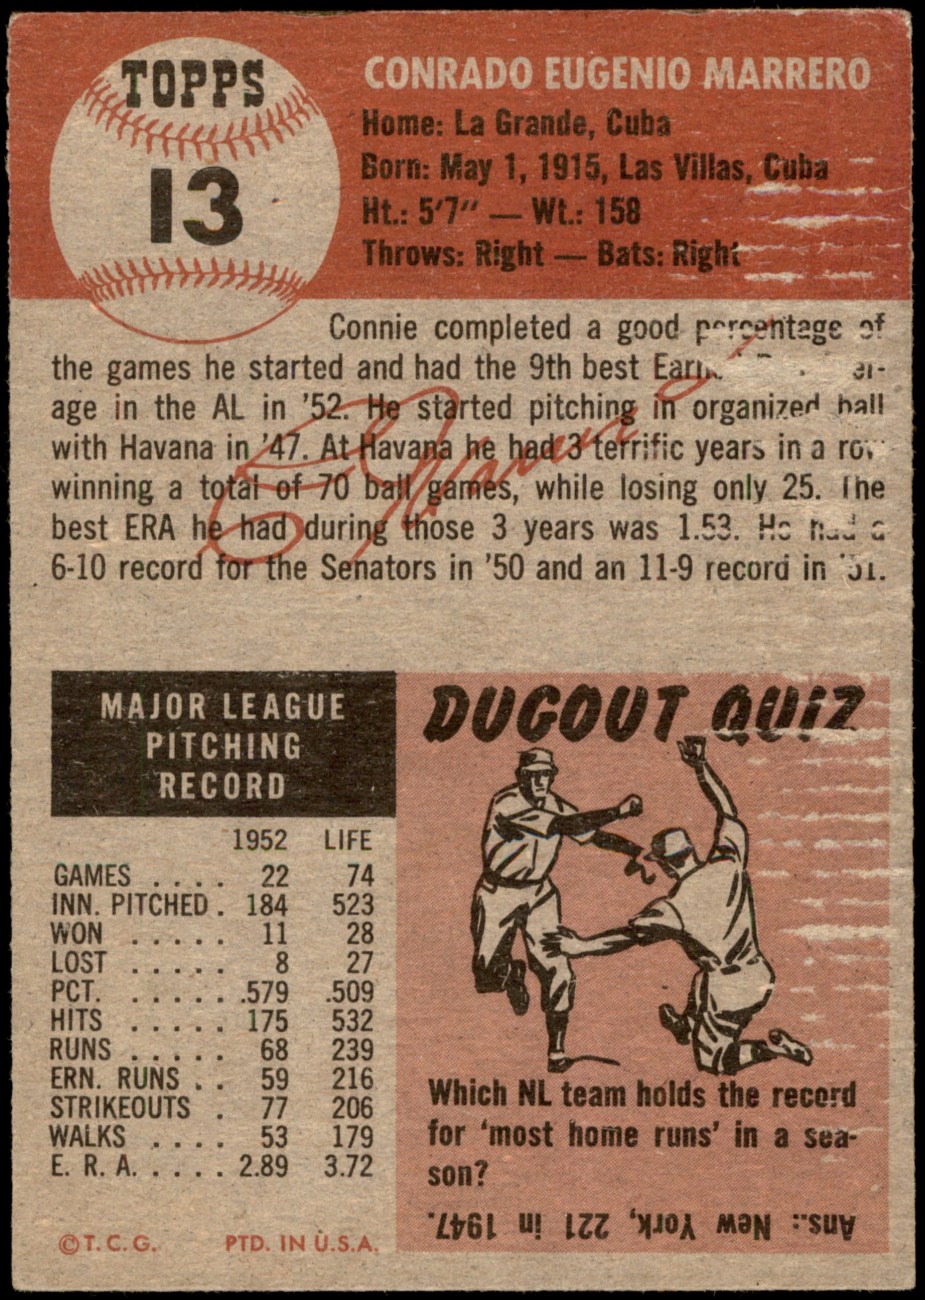 TOPPS
13
CONRADO EUGENIO MARRERO
Home: La Grande, Cuba
Born: May 1, 1915, Las Villas, Cuba
Ht.: 5'7" — Wt.: 158
Throws: Right — Bats: Right
Connie completed a good percentage of
the games he started and had the 9th best
age in the AL in '52. He started pitching in organized ball
with Havana in '47. At Havana he had 3 terrific years in a row
winning a total of 70 ball games, while losing only 25. The
best ERA he had during those 3 years was 1.53. He had a
6-10 record for the Senators in '50 and an 11-9 record in '51.
MAJOR LEAGUE
PITCHING
RECORD
1952 LIFE
GAMES . . . . 22 74
INN. PITCHED . 184 523
WON . . . . . 11 28
LOST . . . . . 8 27
PCT. . . . . . .579 .509
HITS . . . . . 175 532
RUNS . . . . . 68 239
ERN. RUNS . . 59 216
STRIKEOUTS . 77 206
WALKS . . . . 53 179
E. R. A. . . . . 2.89 3.72
©T. C. G. PTD. IN U.S.A.
DUGOUT QUIZ
Which NL team holds the record
for 'most home runs' in a sea-
son?
Ans.: New York, 221 in 1947.